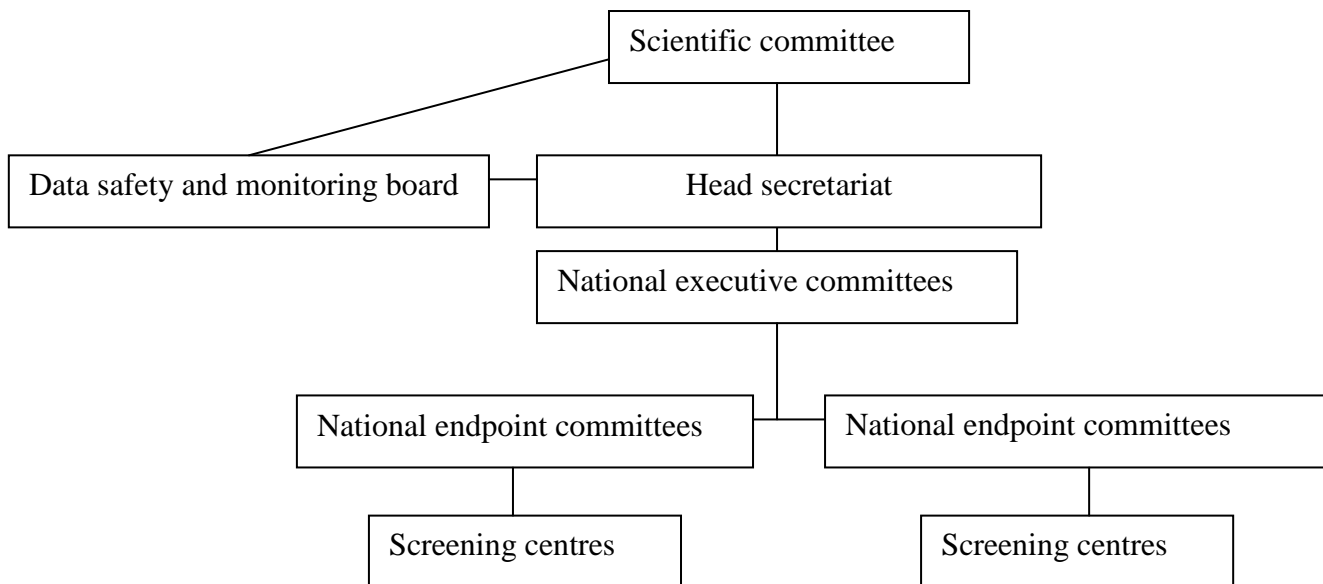 Scientific committee
Data safety and monitoring board
Head secretariat
National executive committees
National endpoint committees
National endpoint committees
Screening centres
Screening centres